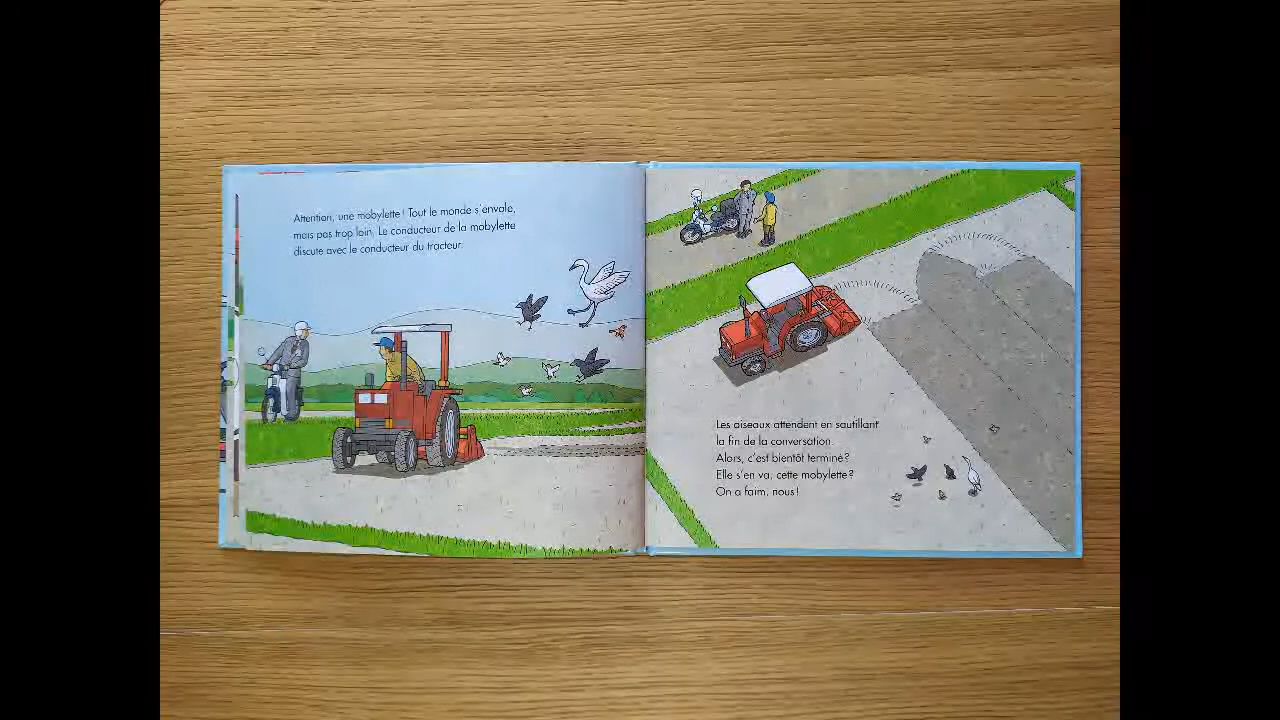 Attention, une mobylette ! Tout le monde s'envole,
mais pas trop loin. Le conducteur de la mobylette
discute avec le conducteur du tracteur.
Les oiseaux attendent en sautillant
la fin de la conversation.
Alors, c'est bientôt terminé ?
Elle s'en va, cette mobylette ?
On a faim, nous !